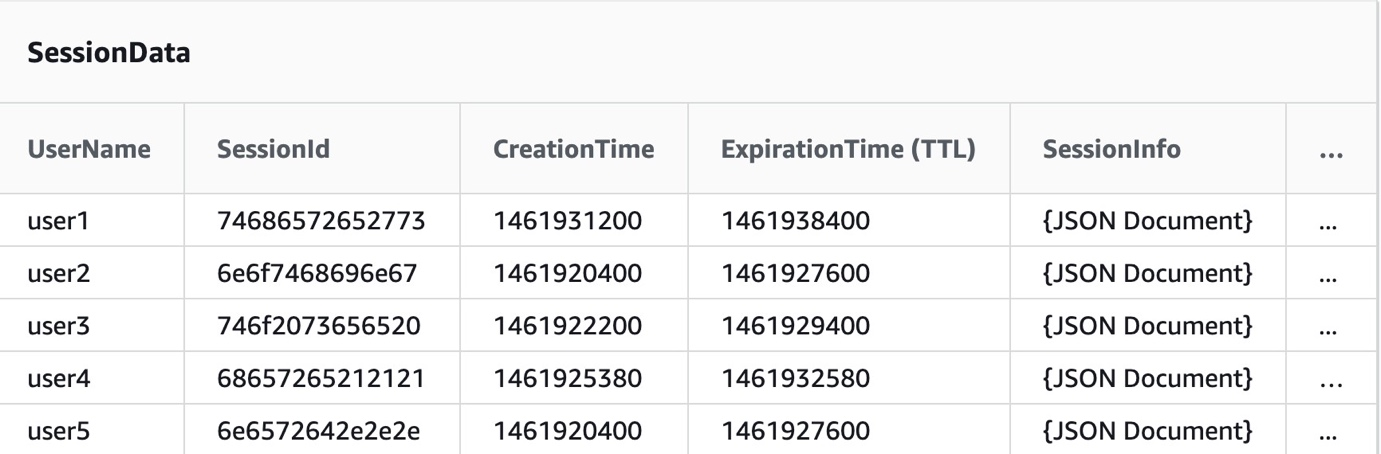 SessionData
UserName SessionId CreationTime ExpirationTime (TTL) SessionInfo ...
user1 74686572652773 1461931200 1461938400 {JSON Document} ...
user2 6e6f7468696e67 1461920400 1461927600 {JSON Document} ...
user3 746f2073656520 1461922200 1461929400 {JSON Document} ...
user4 68657265212121 1461925380 1461932580 {JSON Document} ...
user5 6e6572642e2e2e 1461920400 1461927600 {JSON Document} ...